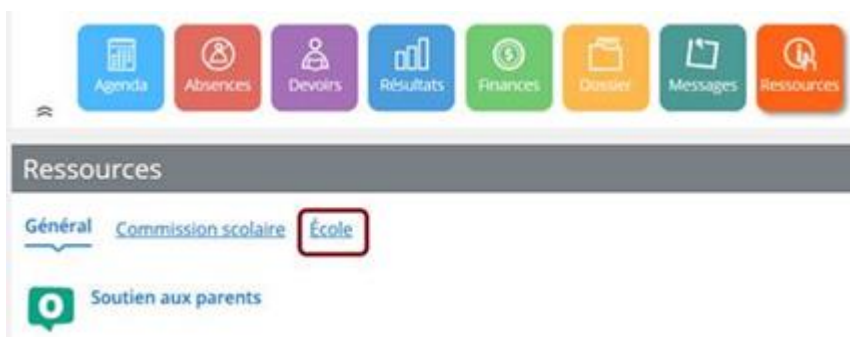 Agenda Absences Devoirs Résultats Finances Dossier Messages Ressources
Ressources
Général Commission scolaire École
Soutien aux parents